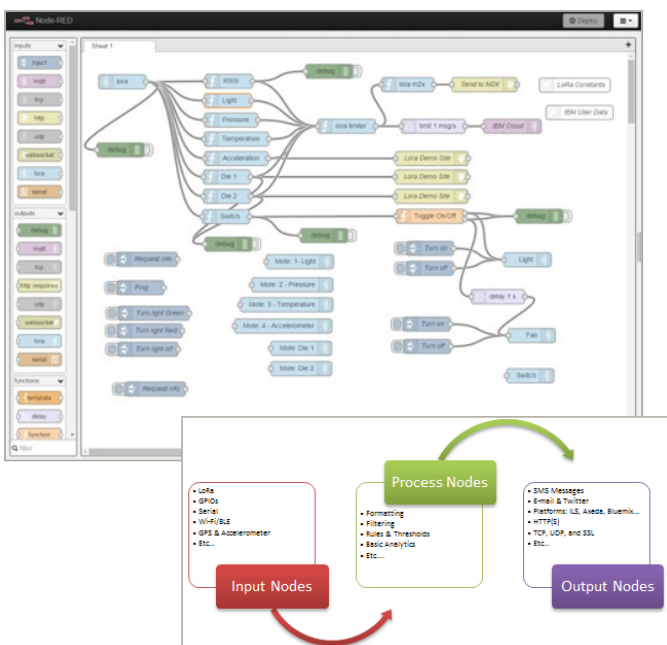 Node-RED
Deploy
inputs
Sheet 1
inject
mqtt
tcp
http
udp
websocket
lora
serial
outputs
debug
mqtt
tcp
http response
udp
websocket
lora
serial
functions
template
delay
function
filter
lora
RSSI
Light
Pressure
Temperature
Acceleration
Die 1
Die 2
Switch
debug
debug
debug
debug
lora limiter
lora m2x
Send to M2X
LoRa Constants
IBM User Data
limit 1 msg/s
IBM Cloud
Lora Demo Site
Lora Demo Site
Lora Demo Site
Toggle On/Off
debug
Request info
Ping
Turn light Green
Turn light Red
Turn light off
Request info
Mote: 1- Light
Mote: 2 - Pressure
Mote: 3 - Temperature
Mote: 4 - Accelerometer
Mote: Die 1
Mote: Die 2
Turn on
Turn off
Light
delay 1 s
Turn on
Turn off
Fan
Switch
• LoRa
• GPIOs
• Serial
• Wi-Fi/BLE
• GPS & Accelerometer
• Etc...
Input Nodes
Process Nodes
• Formatting
• Filtering
• Rules & Thresholds
• Basic Analytics
• Etc....
• SMS Messages
• E-mail & Twitter
• Platforms: ILS, Axeda, Bluemix...
• HTTP(S)
• TCP, UDP, and SSL
• Etc...
Output Nodes